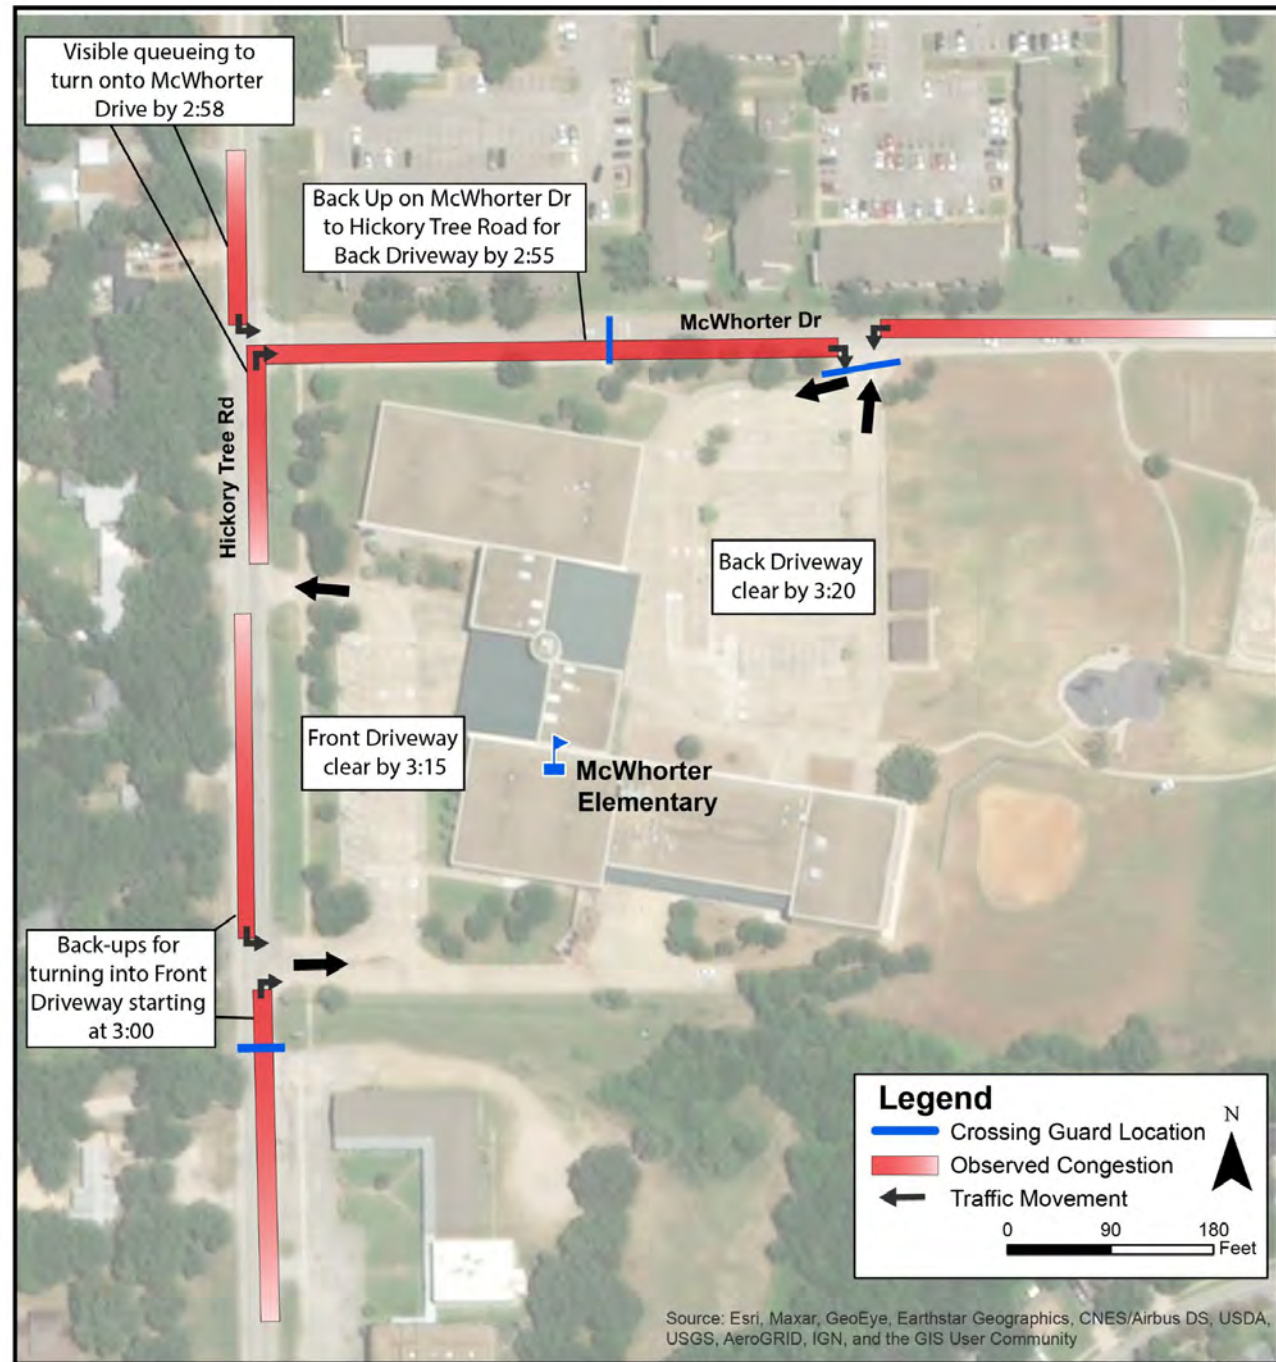 Visible queueing to
turn onto McWhorter
Drive by 2:58
Back Up on McWhorter Dr
to Hickory Tree Road for
Back Driveway by 2:55
McWhorter Dr
Hickory Tree Rd
Back Driveway
clear by 3:20
Front Driveway
clear by 3:15
McWhorter
Elementary
Back-ups for
turning into Front
Driveway starting
at 3:00
Legend
Crossing Guard Location
Observed Congestion
Traffic Movement
N
0 90 180
Feet
Source: Esri, Maxar, GeoEye, Earthstar Geographics, CNES/Airbus DS, USDA,
USGS, AeroGRID, IGN, and the GIS User Community